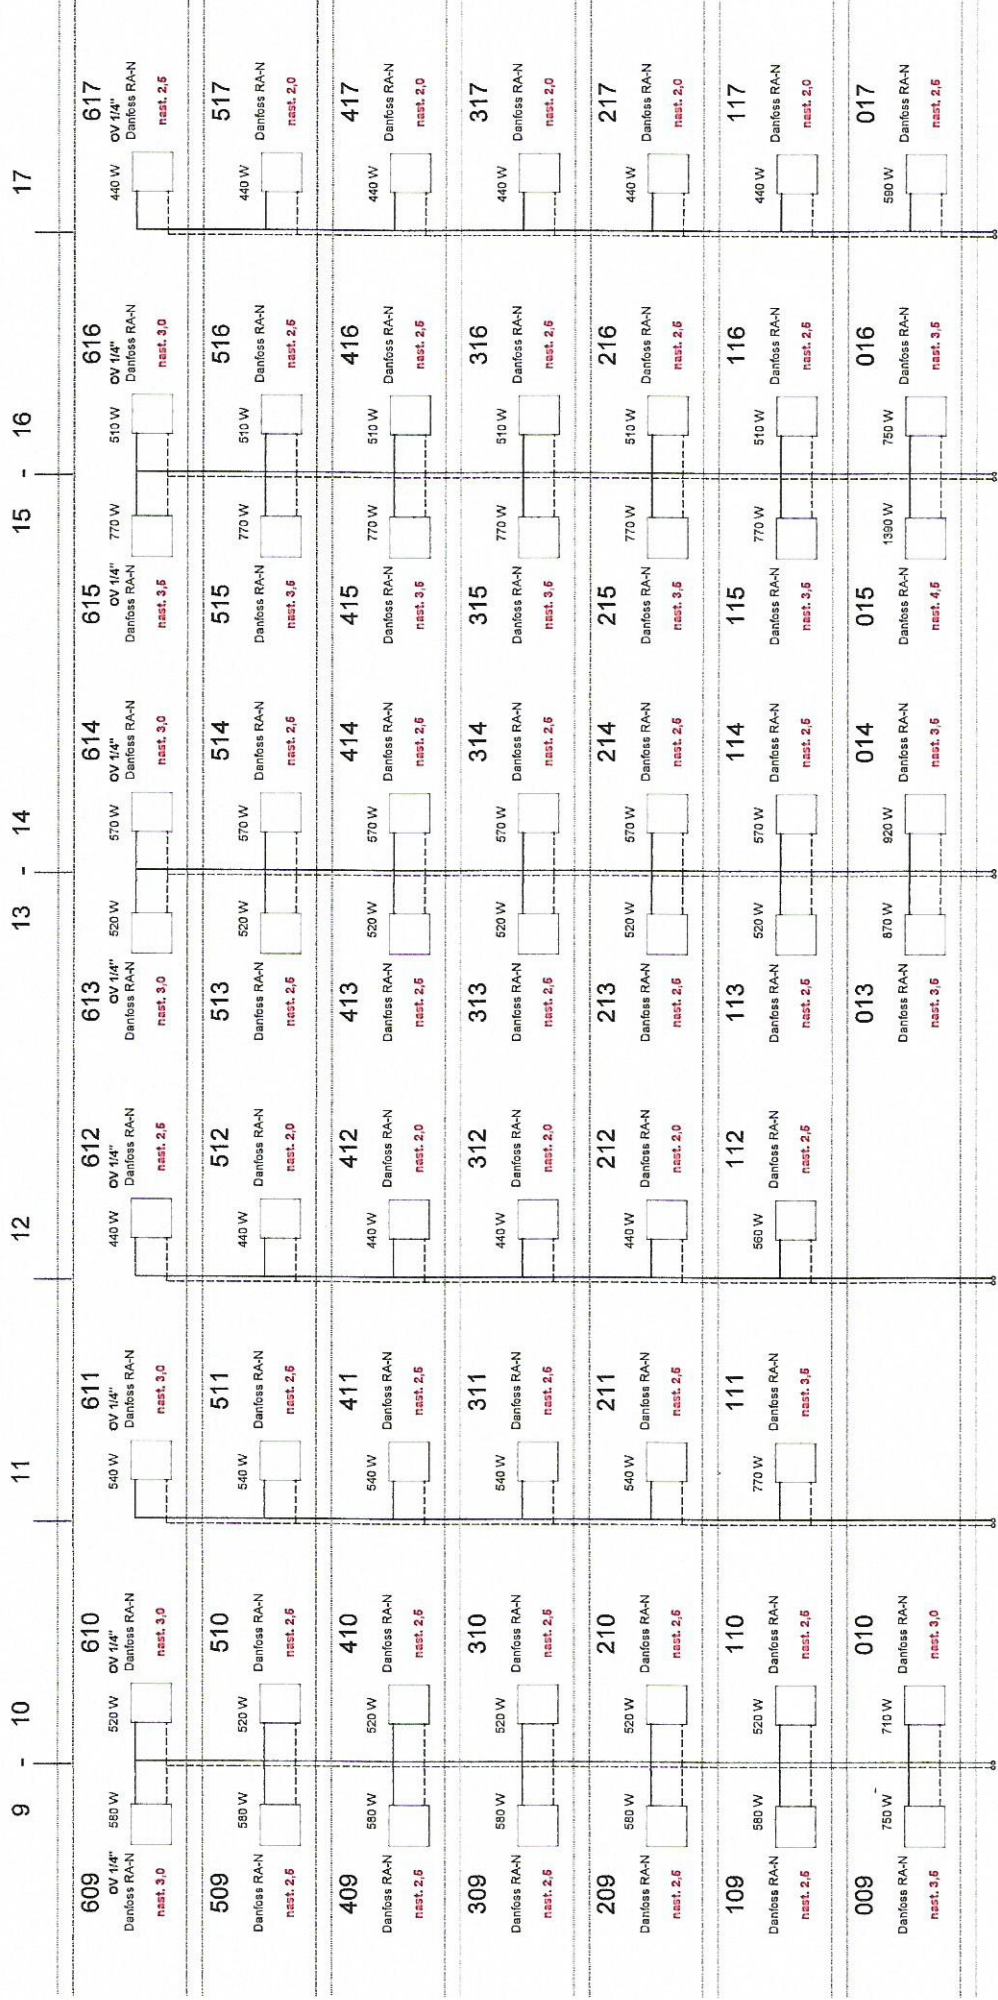 9 - 10 11 12 13 - 14 15 - 16 17
609 610 611 612 613 614 615 616 617
OV 1/4" 580 W 520 W OV 1/4" 540 W OV 1/4" 440 W OV 1/4" OV 1/4" 520 W 570 W OV 1/4" OV 1/4" 770 W 510 W OV 1/4" 440 W OV 1/4"
Danfoss RA-N Danfoss RA-N Danfoss RA-N Danfoss RA-N Danfoss RA-N Danfoss RA-N Danfoss RA-N Danfoss RA-N Danfoss RA-N
nast. 3,0 nast. 3,0 nast. 3,0 nast. 2,5 nast. 3,0 nast. 3,0 nast. 3,5 nast. 3,0 nast. 2,5
509 510 511 512 513 514 515 516 517
580 W 520 W 540 W 440 W 520 W 570 W 770 W 510 W 440 W
Danfoss RA-N Danfoss RA-N Danfoss RA-N Danfoss RA-N Danfoss RA-N Danfoss RA-N Danfoss RA-N Danfoss RA-N Danfoss RA-N
nast. 2,5 nast. 2,5 nast. 2,5 nast. 2,0 nast. 2,5 nast. 2,5 nast. 3,5 nast. 2,5 nast. 2,0
409 410 411 412 413 414 415 416 417
580 W 520 W 540 W 440 W 520 W 570 W 770 W 510 W 440 W
Danfoss RA-N Danfoss RA-N Danfoss RA-N Danfoss RA-N Danfoss RA-N Danfoss RA-N Danfoss RA-N Danfoss RA-N Danfoss RA-N
nast. 2,5 nast. 2,5 nast. 2,5 nast. 2,0 nast. 2,5 nast. 2,5 nast. 3,5 nast. 2,5 nast. 2,0
309 310 311 312 313 314 315 316 317
580 W 520 W 540 W 440 W 520 W 570 W 770 W 510 W 440 W
Danfoss RA-N Danfoss RA-N Danfoss RA-N Danfoss RA-N Danfoss RA-N Danfoss RA-N Danfoss RA-N Danfoss RA-N Danfoss RA-N
nast. 2,5 nast. 2,5 nast. 2,5 nast. 2,0 nast. 2,5 nast. 2,5 nast. 3,5 nast. 2,5 nast. 2,0
209 210 211 212 213 214 215 216 217
580 W 520 W 540 W 440 W 520 W 570 W 770 W 510 W 440 W
Danfoss RA-N Danfoss RA-N Danfoss RA-N Danfoss RA-N Danfoss RA-N Danfoss RA-N Danfoss RA-N Danfoss RA-N Danfoss RA-N
nast. 2,5 nast. 2,5 nast. 2,5 nast. 2,0 nast. 2,5 nast. 2,5 nast. 3,5 nast. 2,5 nast. 2,0
109 110 111 112 113 114 115 116 117
580 W 520 W 770 W 560 W 520 W 570 W 770 W 510 W 440 W
Danfoss RA-N Danfoss RA-N Danfoss RA-N Danfoss RA-N Danfoss RA-N Danfoss RA-N Danfoss RA-N Danfoss RA-N Danfoss RA-N
nast. 2,5 nast. 2,5 nast. 3,5 nast. 2,5 nast. 2,5 nast. 2,5 nast. 3,5 nast. 2,5 nast. 2,0
009 010 013 014 015 016 017
750 W 710 W 870 W 920 W 1390 W 750 W 590 W
Danfoss RA-N Danfoss RA-N Danfoss RA-N Danfoss RA-N Danfoss RA-N Danfoss RA-N Danfoss RA-N
nast. 3,5 nast. 3,0 nast. 3,5 nast. 3,5 nast. 4,5 nast. 3,5 nast. 2,5